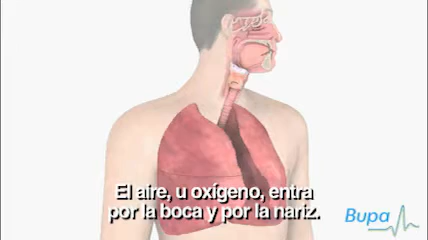 El aire, u oxígeno, entra
por la boca y por la nariz.
Bupa